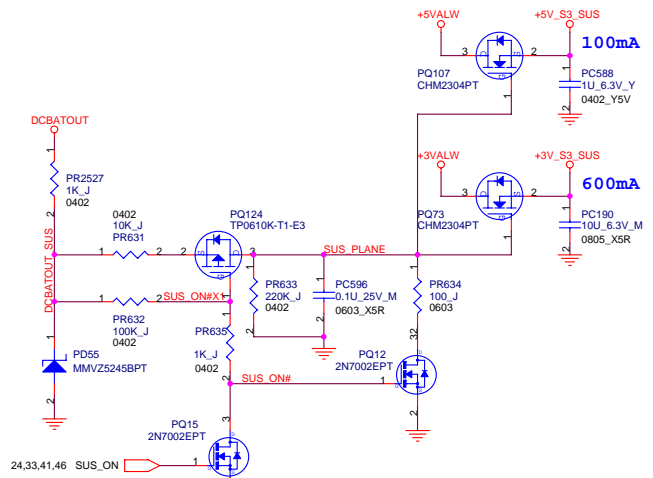 +5VALW
+5V_S3_SUS
100mA
3
2
PQ107
CHM2304PT
1
1
PC588
1U_6.3V_Y
0402_Y5V
2
DCBATOUT
1
PR2527
1K_J
0402
2
+3VALW
+3V_S3_SUS
600mA
3
2
PQ73
CHM2304PT
1
1
PC190
10U_6.3V_M
0805_X5R
2
0402
10K_J
PR631
1
2
PQ124
TP0610K-T1-E3
2
3
1
SUS_PLANE
DCBATOUT_SUS
1
2
SUS_ON#X1
PR632
100K_J
0402
1
PR633
220K_J
0402
2
1
PC596
0.1U_25V_M
0603_X5R
2
1
PR634
100_J
0603
32
1
PR635
1K_J
0402
2
SUS_ON#
1
PQ12
2N7002EPT
2
1
PD55
MMVZ5245BPT
2
PQ15
2N7002EPT
3
24,33,41,46
SUS_ON
1